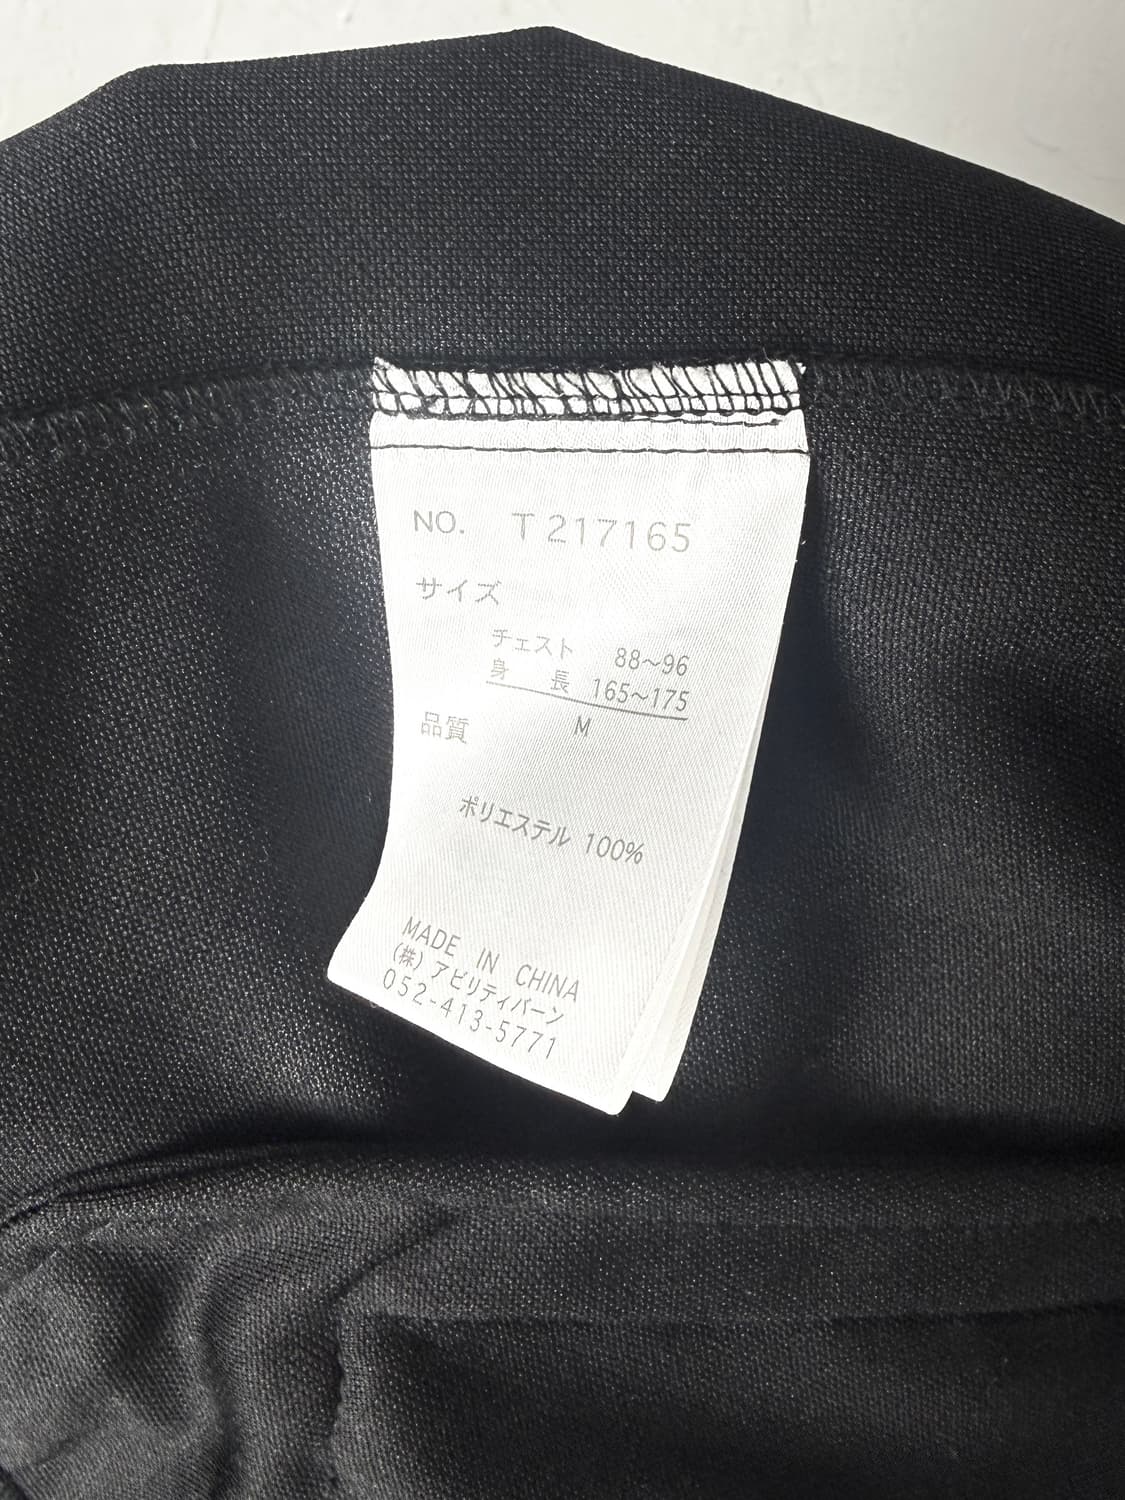 NO. T217165
サイズ
チェスト 88~96
身長 165~175
M
品質
ポリエステル 100%
MADE IN CHINA
(株)アビリティバーン
052-413-5771